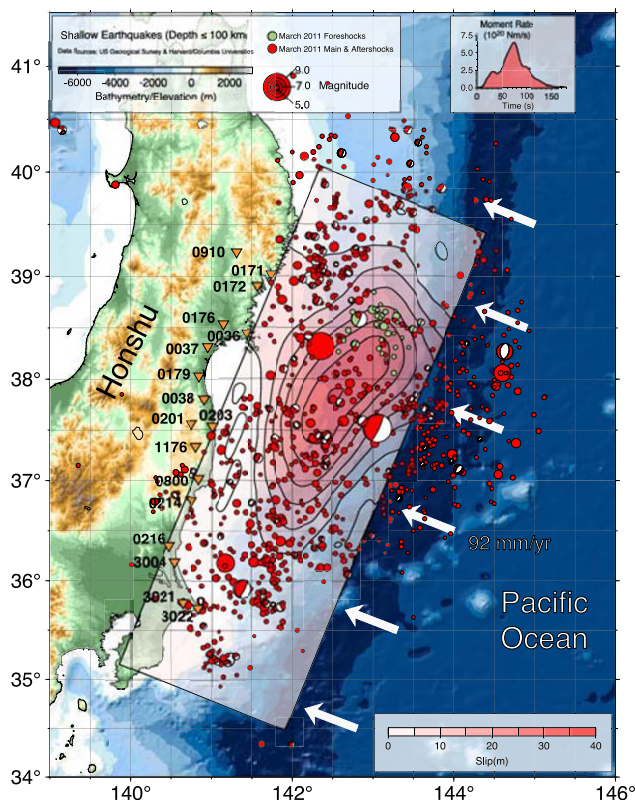 Shallow Earthquakes (Depth ≤ 100 km
Data Sources: US Geological Survey & Harvard/Columbia Universities
-6000 -4000 -2000 0 2000
Bathymetry/Elevation (m)
March 2011 Foreshocks
March 2011 Main & Aftershocks
9.0
7.0 Magnitude
5.0
Moment Rate
(10²⁰ Nm/s)
7.5
5.0
2.5
0.0
0 50 100 150
Time (s)
41°
40°
39°
38°
37°
36°
35°
34°
Honshu
0910
0171
0172
0176
0036
0037
0179
0038
0201
0203
1176
0800
0214
0216
3004
3021
3022
92 mm/yr
Pacific
Ocean
0 10 20 30 40
Slip(m)
140° 142° 144° 146°